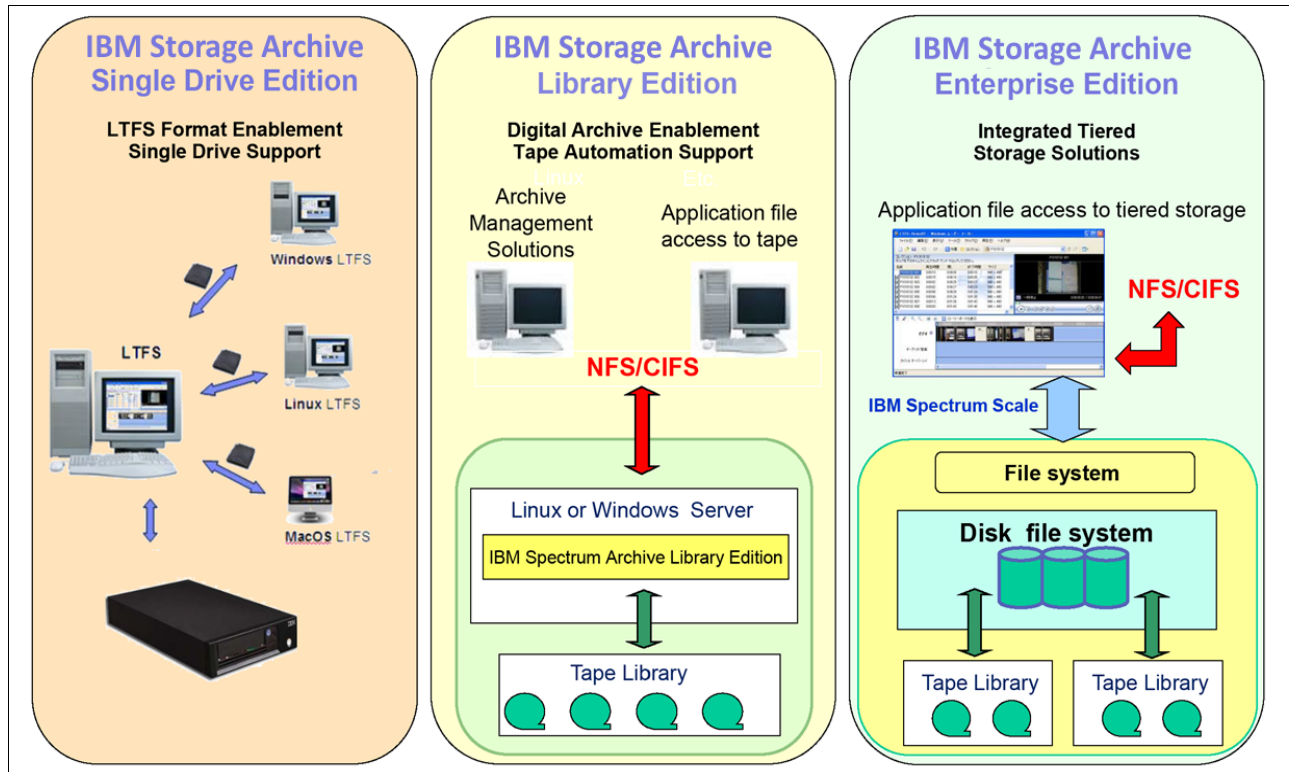 IBM Storage Archive
Single Drive Edition
LTFS Format Enablement
Single Drive Support
Windows LTFS
LTFS
Linux LTFS
MacOS LTFS
IBM Storage Archive
Library Edition
Digital Archive Enablement
Tape Automation Support
Linux
Etc
Archive
Management
Solutions
Application file
access to tape
NFS/CIFS
Linux or Windows Server
IBM Spectrum Archive Library Edition
Tape Library
IBM Storage Archive
Enterprise Edition
Integrated Tiered
Storage Solutions
Application file access to tiered storage
NFS/CIFS
IBM Spectrum Scale
File system
Disk file system
Tape Library
Tape Library